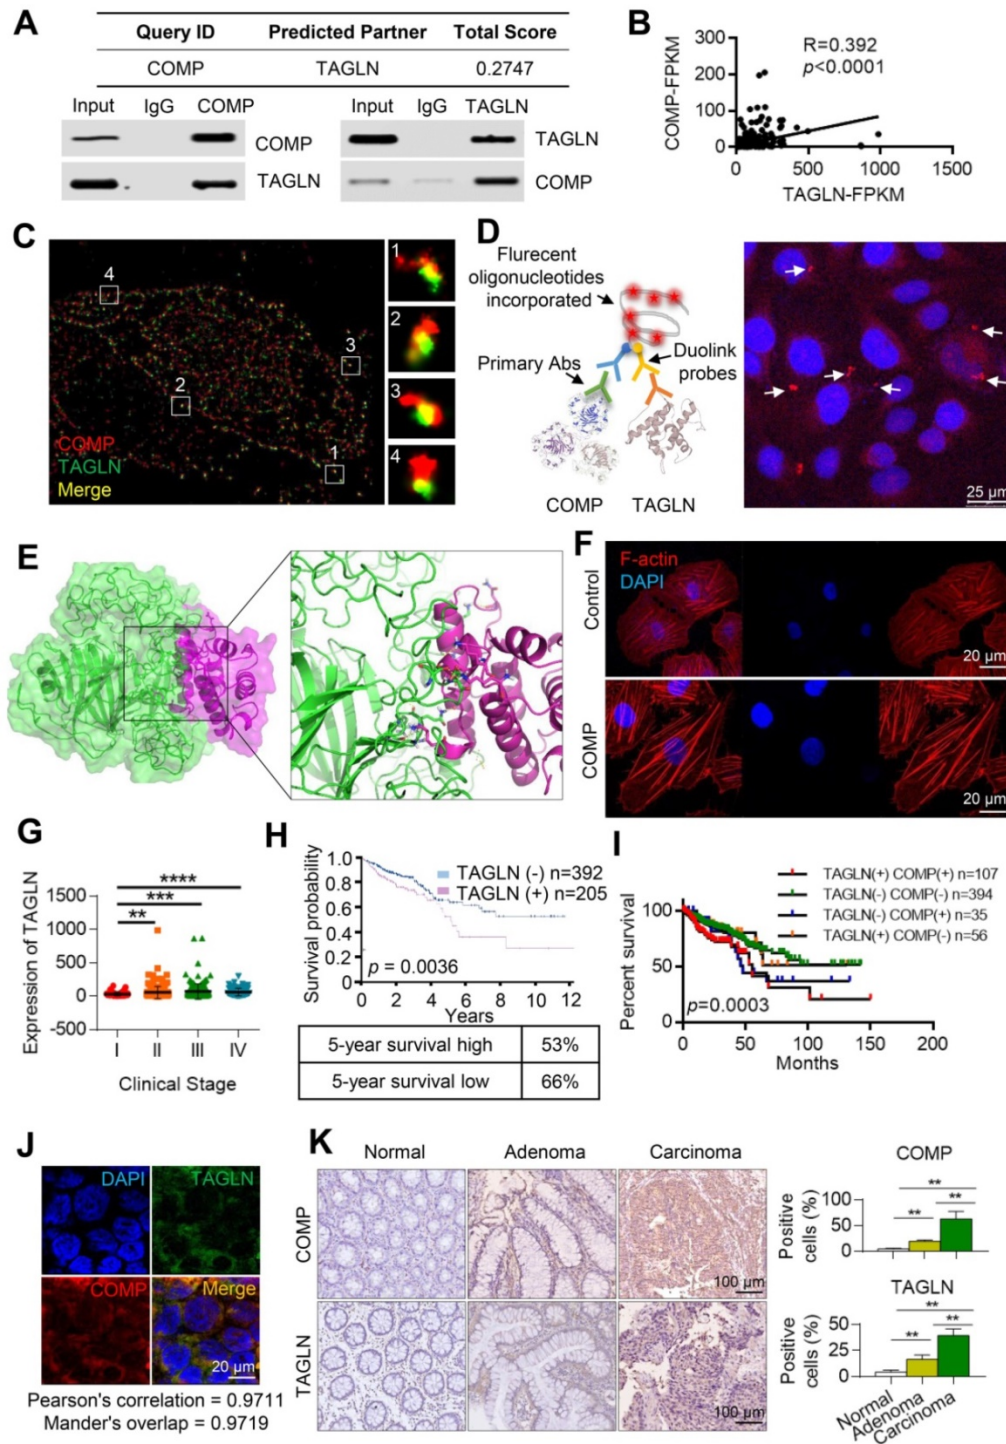 A
Query ID Predicted Partner Total Score
COMP TAGLN 0.2747
Input IgG COMP
COMP
TAGLN
Input IgG TAGLN
TAGLN
COMP
B
COMP-FPKM
300
200
100
0
R=0.392
p<0.0001
0 500 1000 1500
TAGLN-FPKM
C
4
3
2
1
COMP
TAGLN
Merge
1
2
3
4
D
Flurecent
oligonucleotides
incorporated
Primary Abs
Duolink
probes
COMP TAGLN
25 μm
E
F
Control
F-actin
DAPI
20 μm
COMP
20 μm
G
Expression of TAGLN
1500
1000
500
0
-500
****
***
**
I II III IV
Clinical Stage
H
Survival probability
1.0
0.8
0.6
0.4
0.2
0
TAGLN (-) n=392
TAGLN (+) n=205
p = 0.0036
0 2 4 6 8 10 12
Years
5-year survival high 53%
5-year survival low 66%
I
Percent survival
100
50
0
TAGLN(+) COMP(+) n=107
TAGLN(-) COMP(-) n=394
TAGLN(-) COMP(+) n=35
TAGLN(+) COMP(-) n=56
p=0.0003
0 50 100 150 200
Months
J
DAPI TAGLN
COMP Merge
20 μm
Pearson's correlation = 0.9711
Mander's overlap = 0.9719
K
Normal Adenoma Carcinoma
COMP
100 μm
TAGLN
100 μm
COMP
Positive
cells (%)
100
50
0
**
**
**
TAGLN
Positive
cells (%)
50
25
0
**
**
**
Normal
Adenoma
Carcinoma